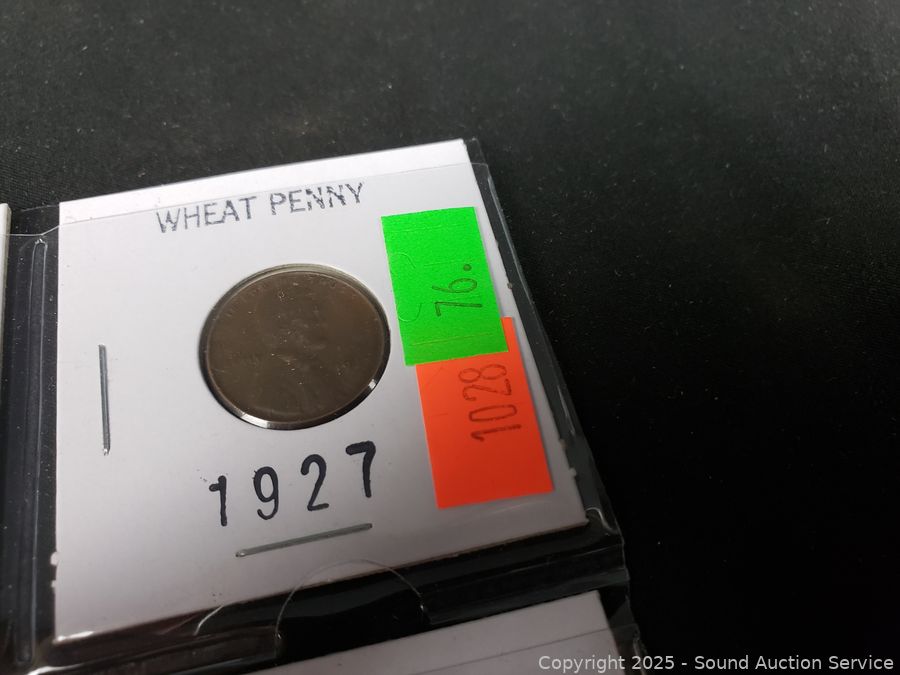 WHEAT PENNY
76.
1028
1927
Copyright © 2025 - Sound Auction Service